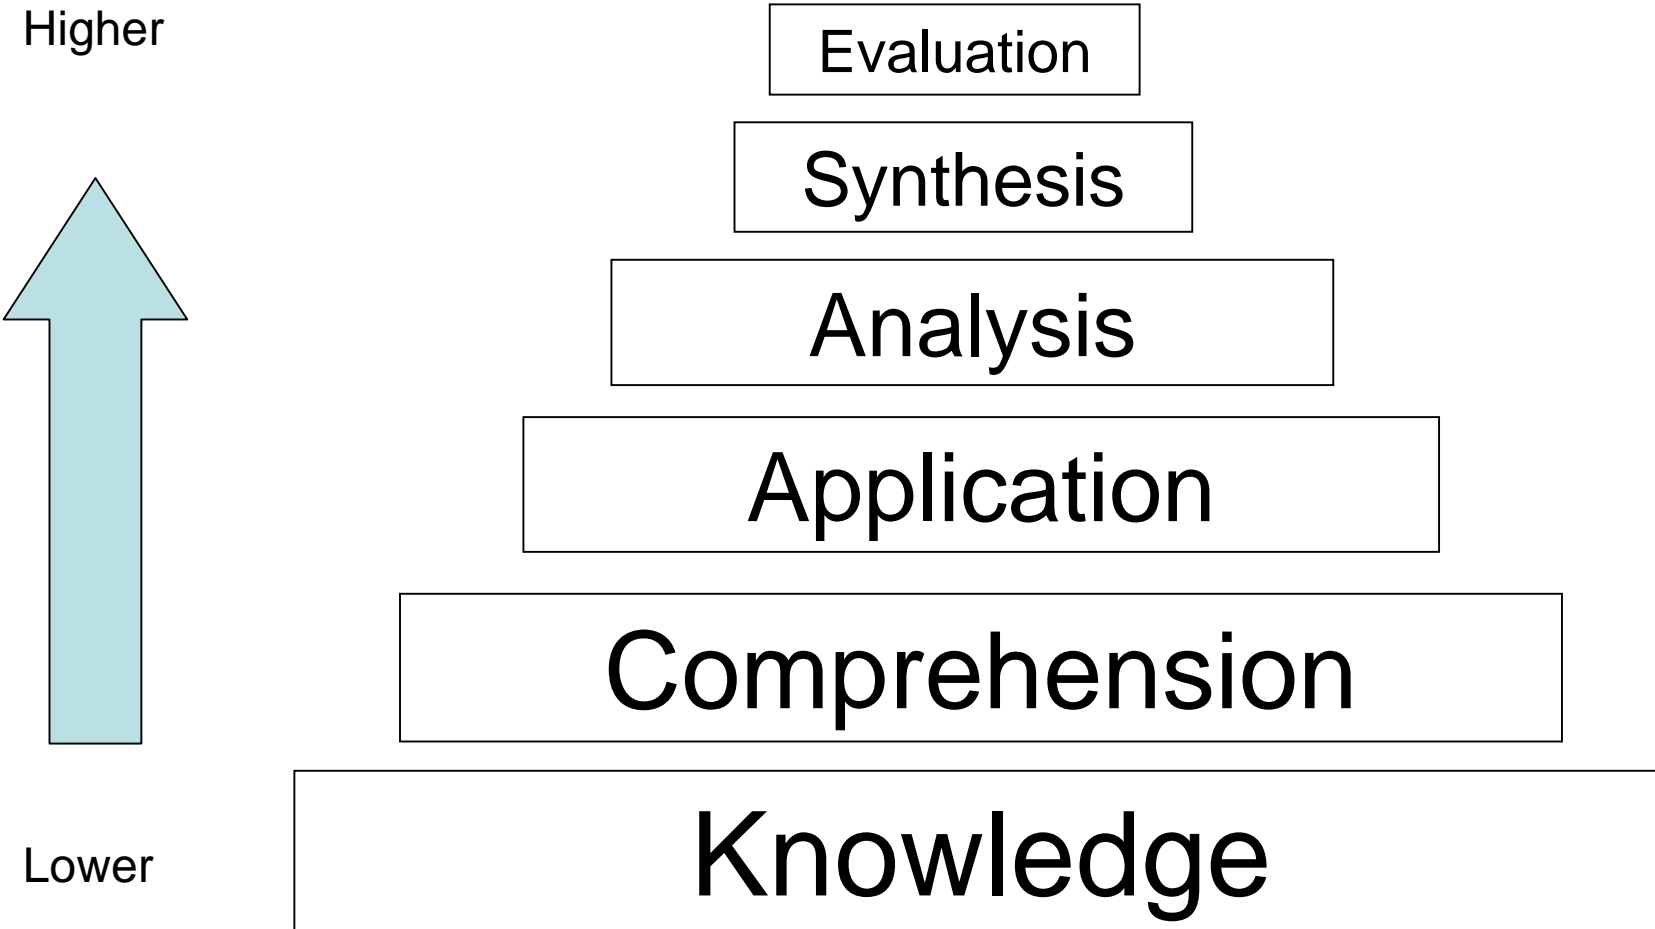 Higher
Evaluation
Synthesis
Analysis
Application
Comprehension
Knowledge
Lower